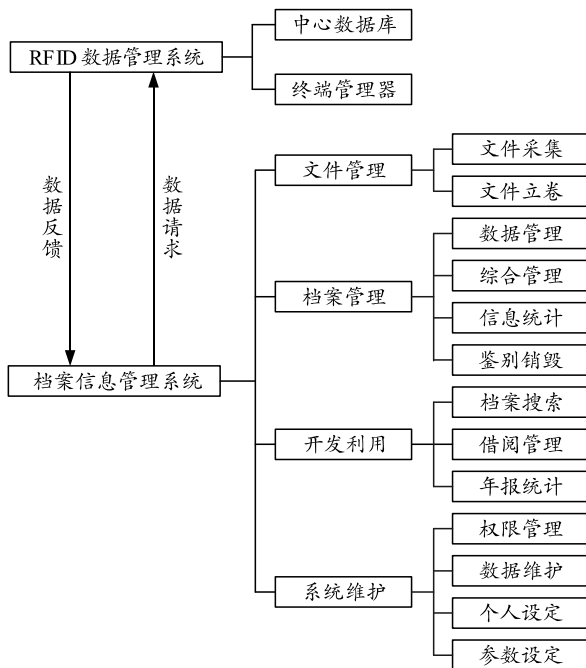 中心数据库
RFID 数据管理系统
终端管理器
数据反馈
数据请求
文件采集
文件管理
文件立卷
数据管理
综合管理
档案管理
信息统计
鉴别销毁
档案信息管理系统
档案搜索
开发利用
借阅管理
年报统计
权限管理
数据维护
系统维护
个人设定
参数设定